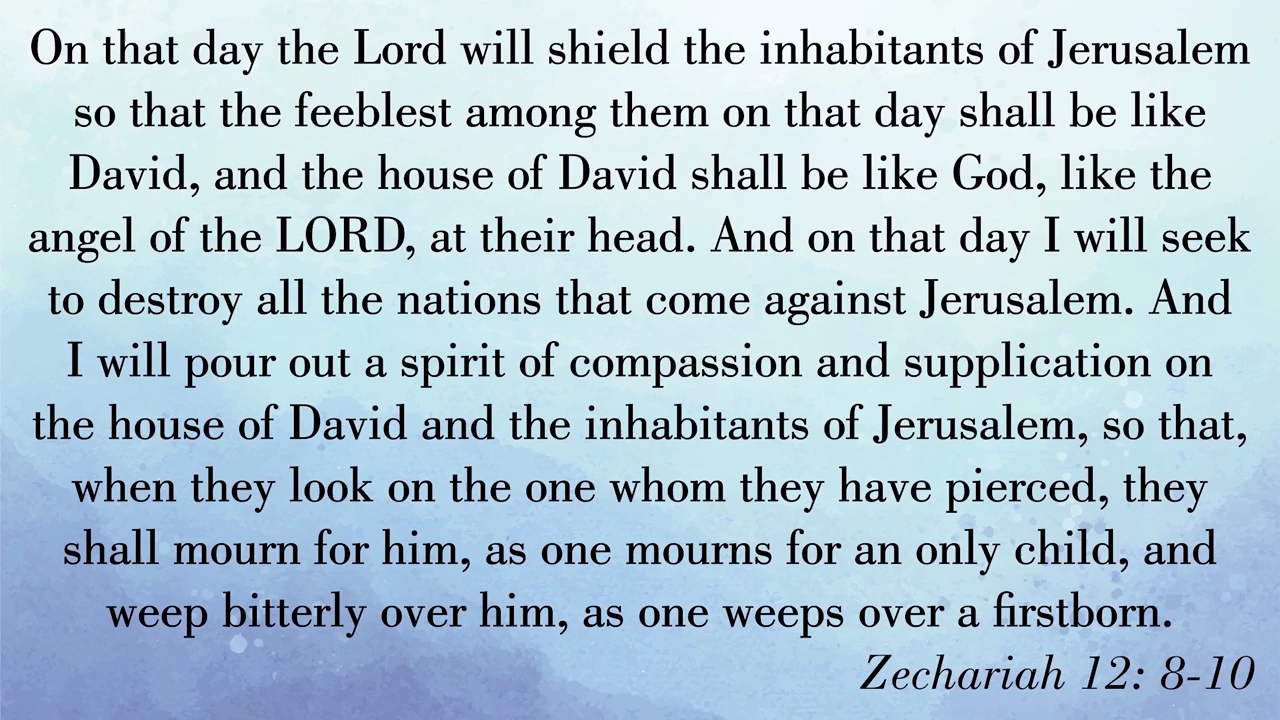 On that day the Lord will shield the inhabitants of Jerusalem
so that the feeblest among them on that day shall be like
David, and the house of David shall be like God, like the
angel of the LORD, at their head. And on that day I will seek
to destroy all the nations that come against Jerusalem. And
I will pour out a spirit of compassion and supplication on
the house of David and the inhabitants of Jerusalem, so that,
when they look on the one whom they have pierced, they
shall mourn for him, as one mourns for an only child, and
weep bitterly over him, as one weeps over a firstborn.
Zechariah 12: 8-10